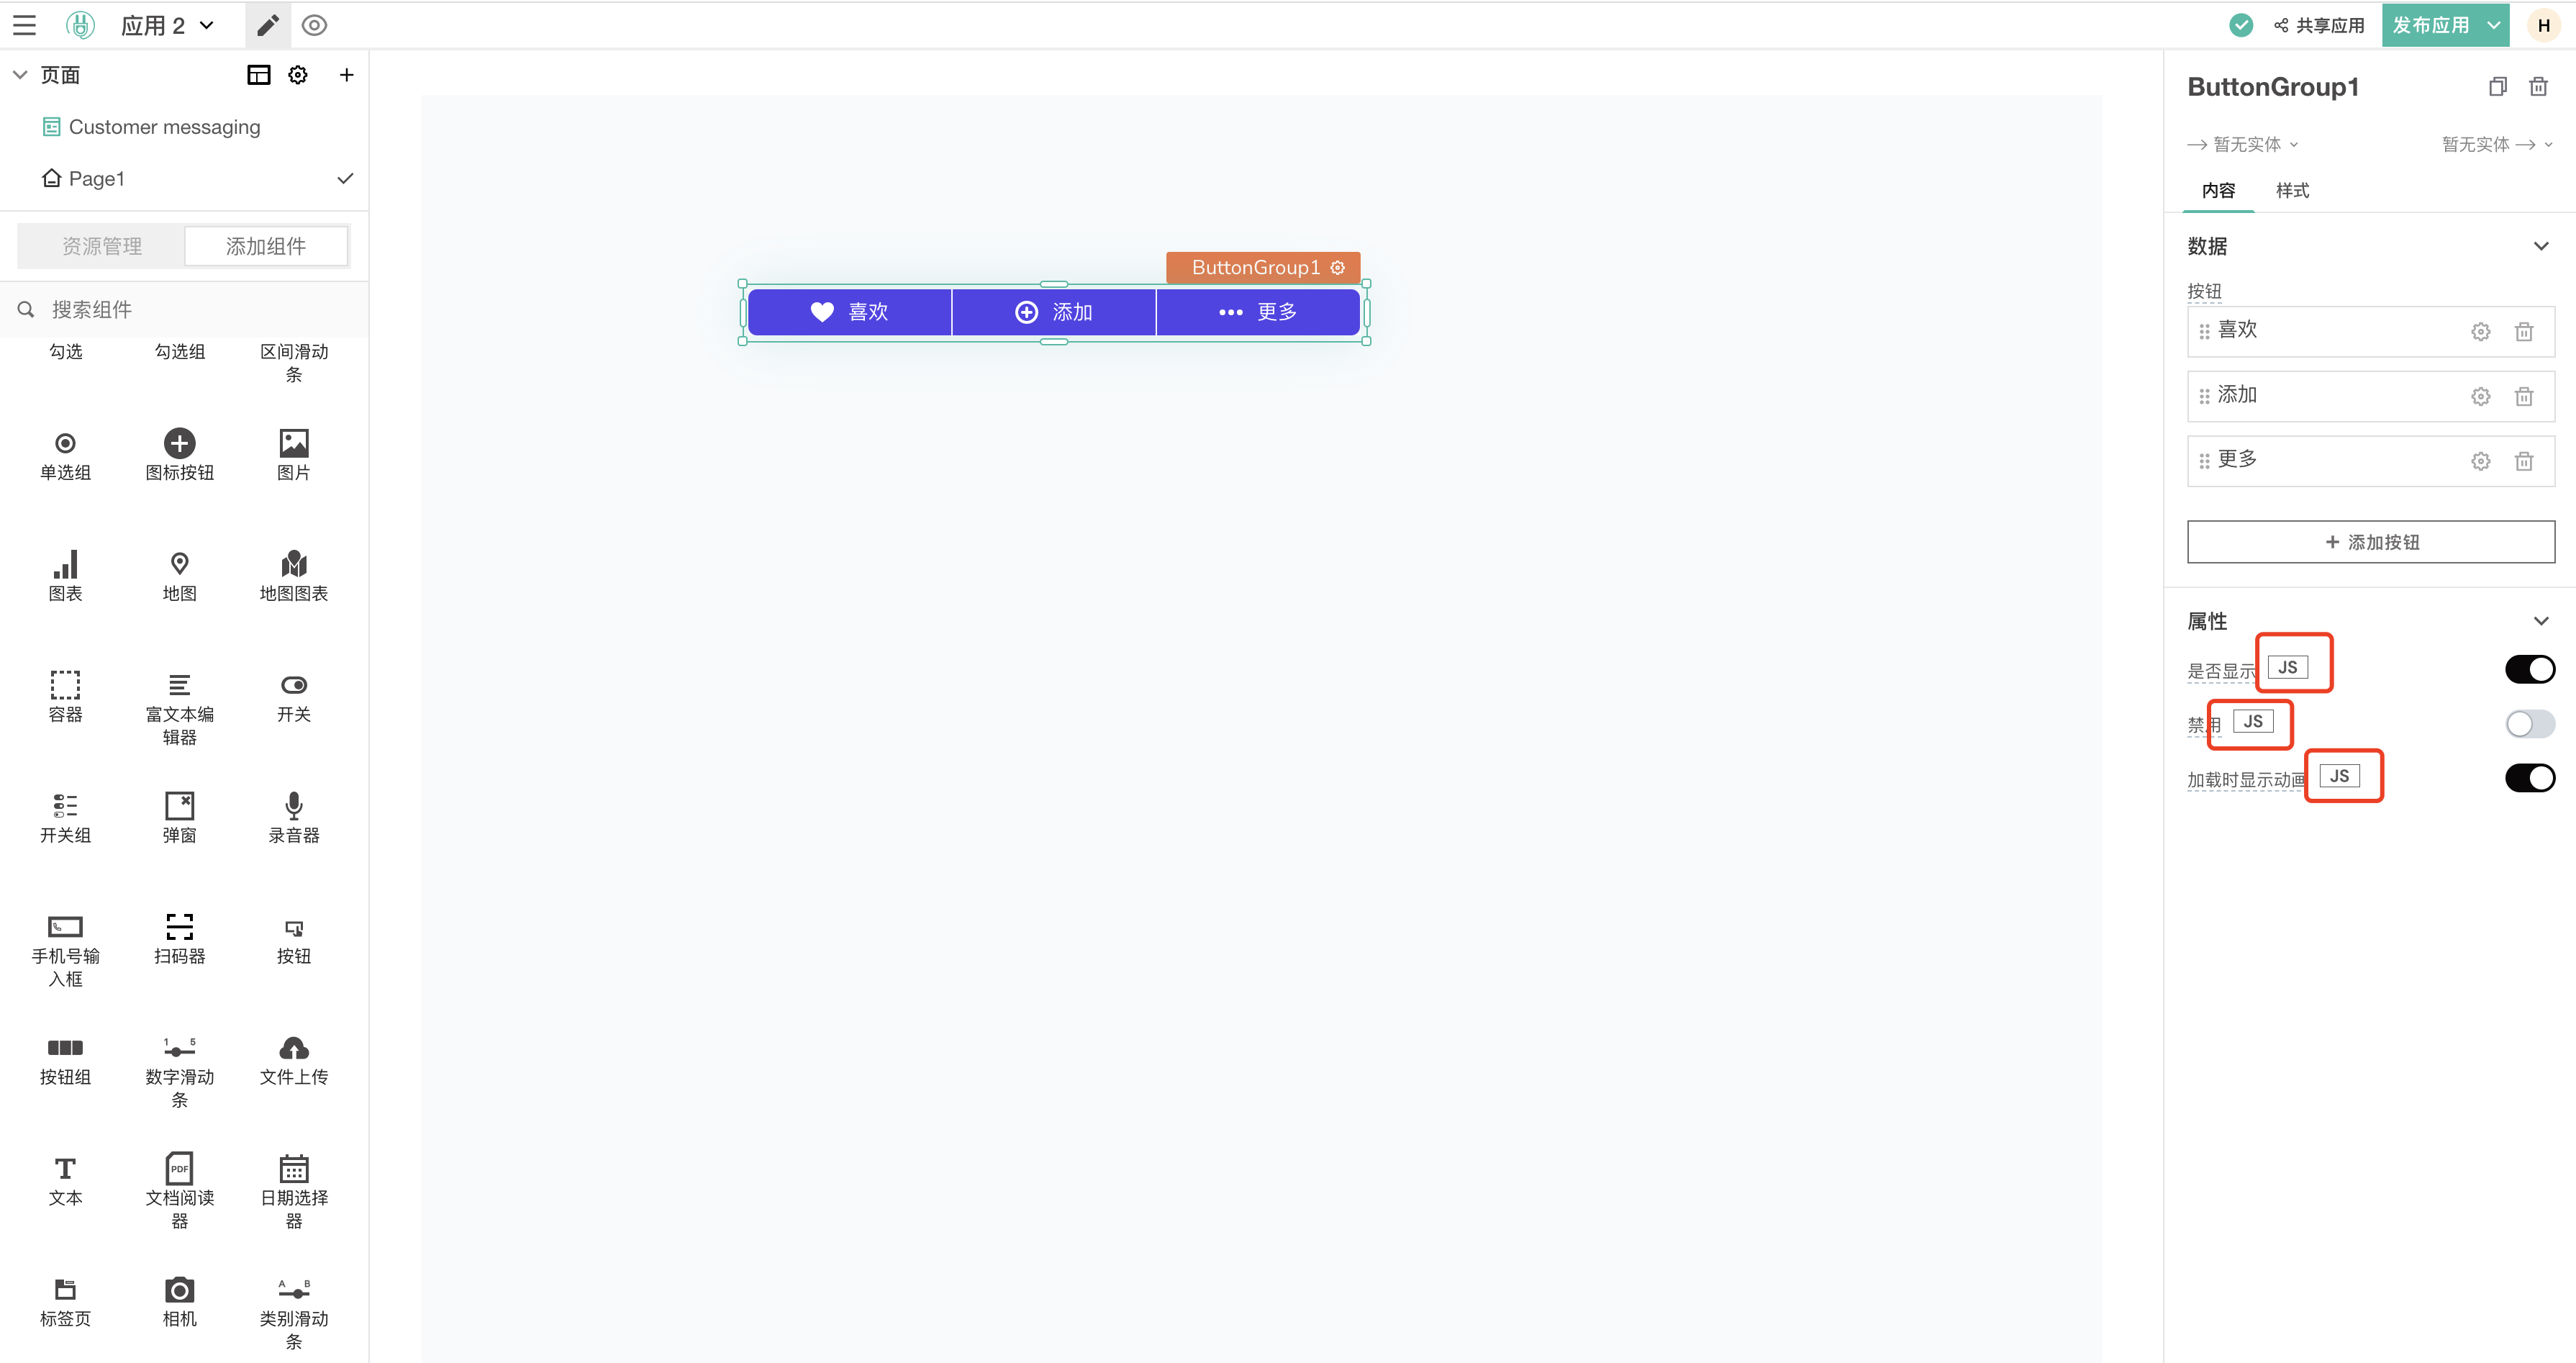 应用 2
共享应用
发布应用
H
页面
Customer messaging
Page1
资源管理
添加组件
搜索组件
勾选
勾选组
区间滑动
条
单选组
图标按钮
图片
图表
地图
地图图表
容器
富文本编
辑器
开关
开关组
弹窗
录音器
手机号输
入框
扫码器
按钮
按钮组
1 5
数字滑动
条
文件上传
文本
PDF
文档阅读
器
日期选择
器
标签页
相机
A B
类别滑动
条
ButtonGroup1
喜欢
添加
更多
ButtonGroup1
暂无实体
暂无实体
内容
样式
数据
按钮
喜欢
添加
更多
+ 添加按钮
属性
是否显示 JS
禁用 JS
加载时显示动画 JS